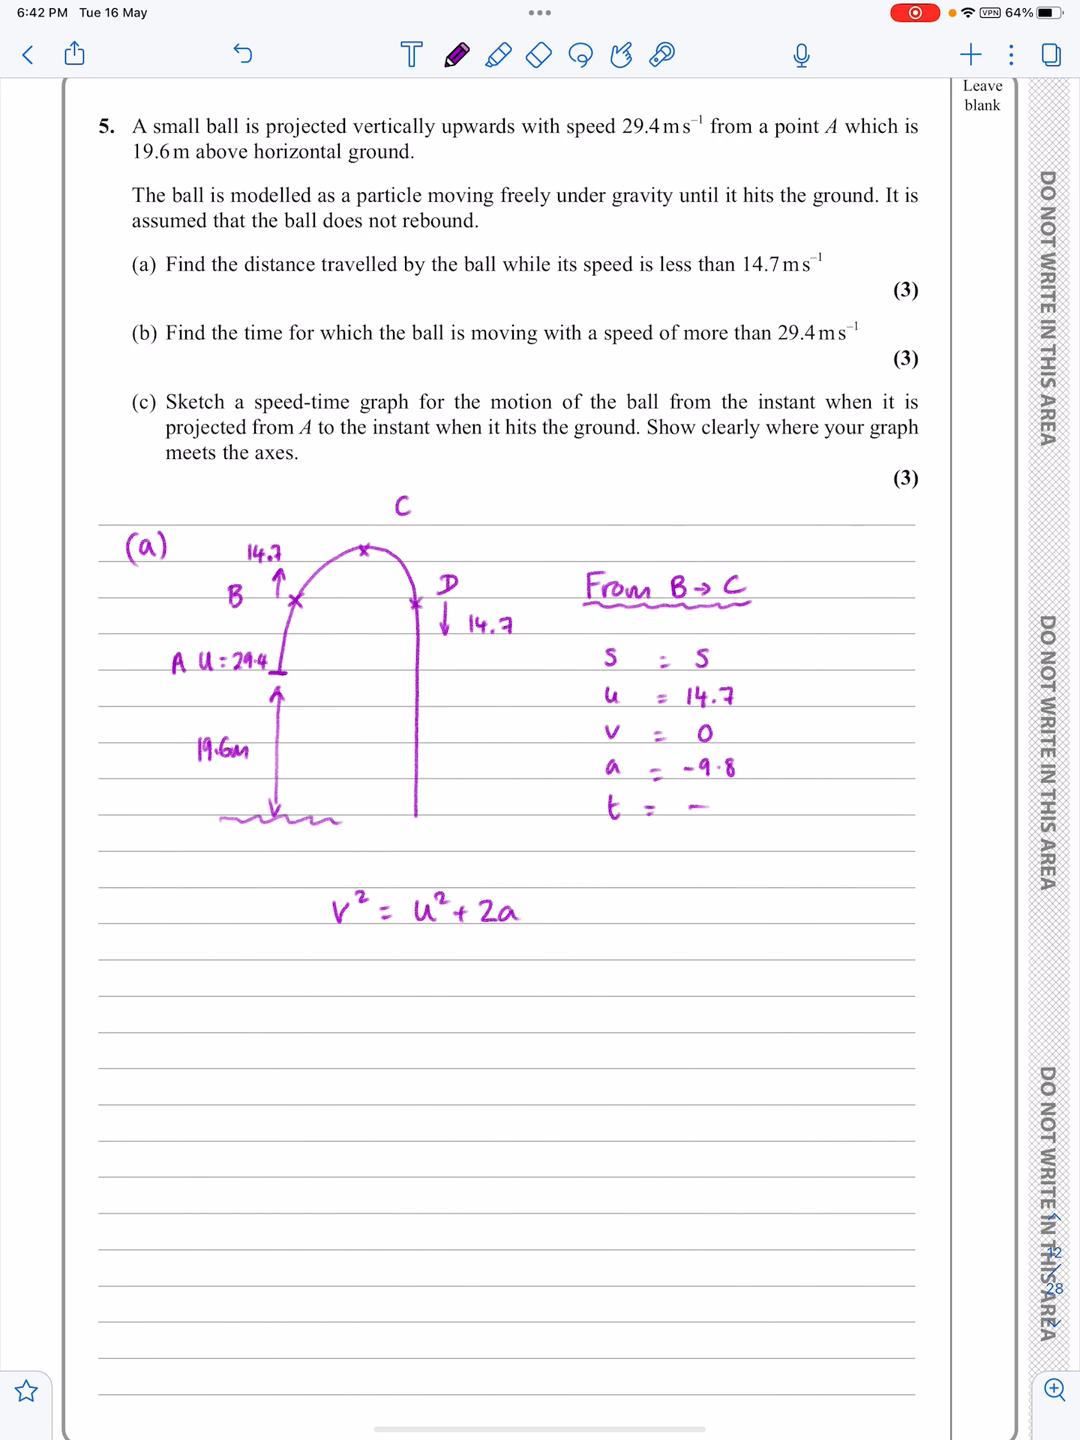 6:42 PM Tue 16 May
VPN 64%
Leave
blank
5. A small ball is projected vertically upwards with speed 29.4 m s⁻¹ from a point A which is
19.6 m above horizontal ground.
The ball is modelled as a particle moving freely under gravity until it hits the ground. It is
assumed that the ball does not rebound.
(a) Find the distance travelled by the ball while its speed is less than 14.7 m s⁻¹
(3)
(b) Find the time for which the ball is moving with a speed of more than 29.4 m s⁻¹
(3)
(c) Sketch a speed-time graph for the motion of the ball from the instant when it is
projected from A to the instant when it hits the ground. Show clearly where your graph
meets the axes.
(3)
(a)
C
14.7
B
D
14.7
A u = 29.4
19.6m
From B → C
s = s
u = 14.7
v = 0
a = -9.8
t = -
v² = u² + 2a
DO NOT WRITE IN THIS AREA
DO NOT WRITE IN THIS AREA
DO NOT WRITE IN THIS AREA
12
28